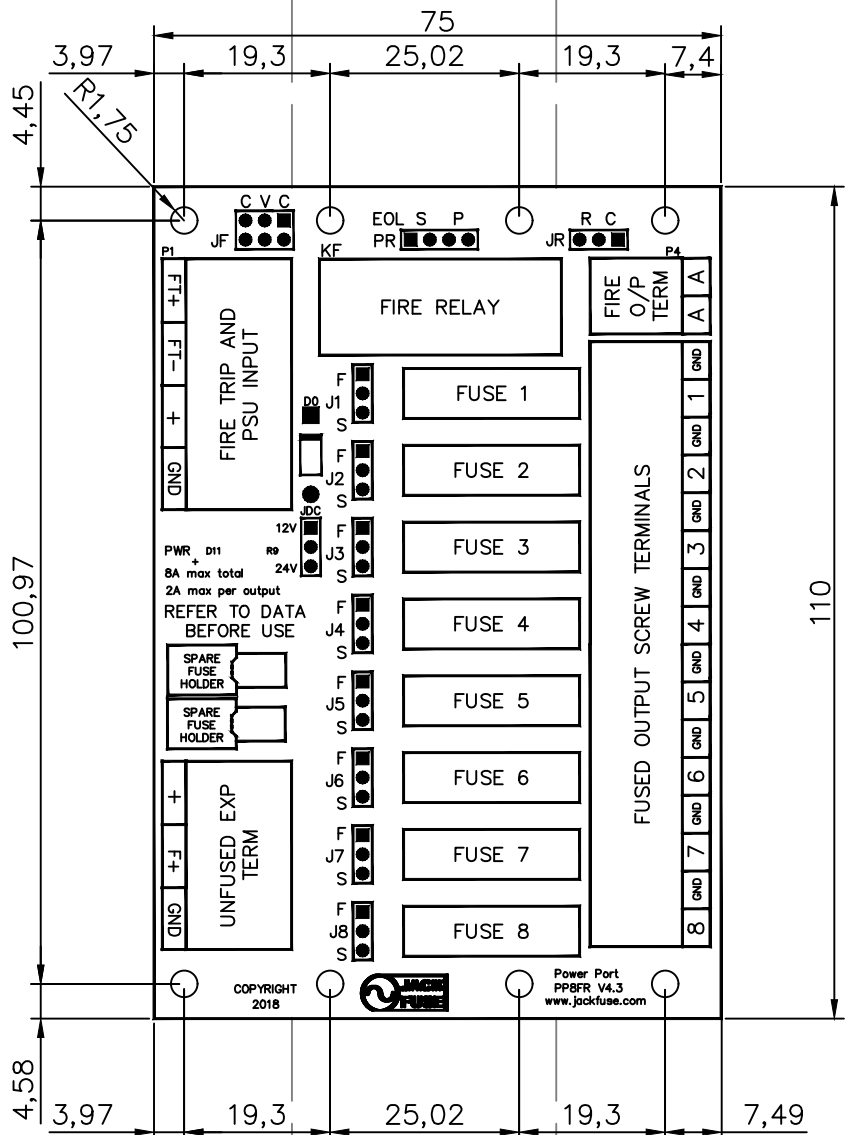 75
3,97 19,3 25,02 19,3 7,4
4,45
R1,75
C V C
JF
EOL S P
PR
R C
JR
P1
KF
P4
FT+
FT-
+
GND
FIRE TRIP AND
PSU INPUT
FIRE RELAY
FIRE
O/P
TERM
A
A
D0
JDC
12V
24V
PWR D11 R9
+
8A max total
2A max per output
REFER TO DATA
BEFORE USE
SPARE
FUSE
HOLDER
SPARE
FUSE
HOLDER
+
F+
GND
UNFUSED EXP
TERM
F
J1
S
FUSE 1
F
J2
S
FUSE 2
F
J3
S
FUSE 3
F
J4
S
FUSE 4
F
J5
S
FUSE 5
F
J6
S
FUSE 6
F
J7
S
FUSE 7
F
J8
S
FUSE 8
FUSED OUTPUT SCREW TERMINALS
GND
1
GND
2
GND
3
GND
4
GND
5
GND
6
GND
7
GND
8
100,97
110
COPYRIGHT
2018
JACK
FUSE
Power Port
PP8FR V4.3
www.jackfuse.com
4,58
3,97 19,3 25,02 19,3 7,49